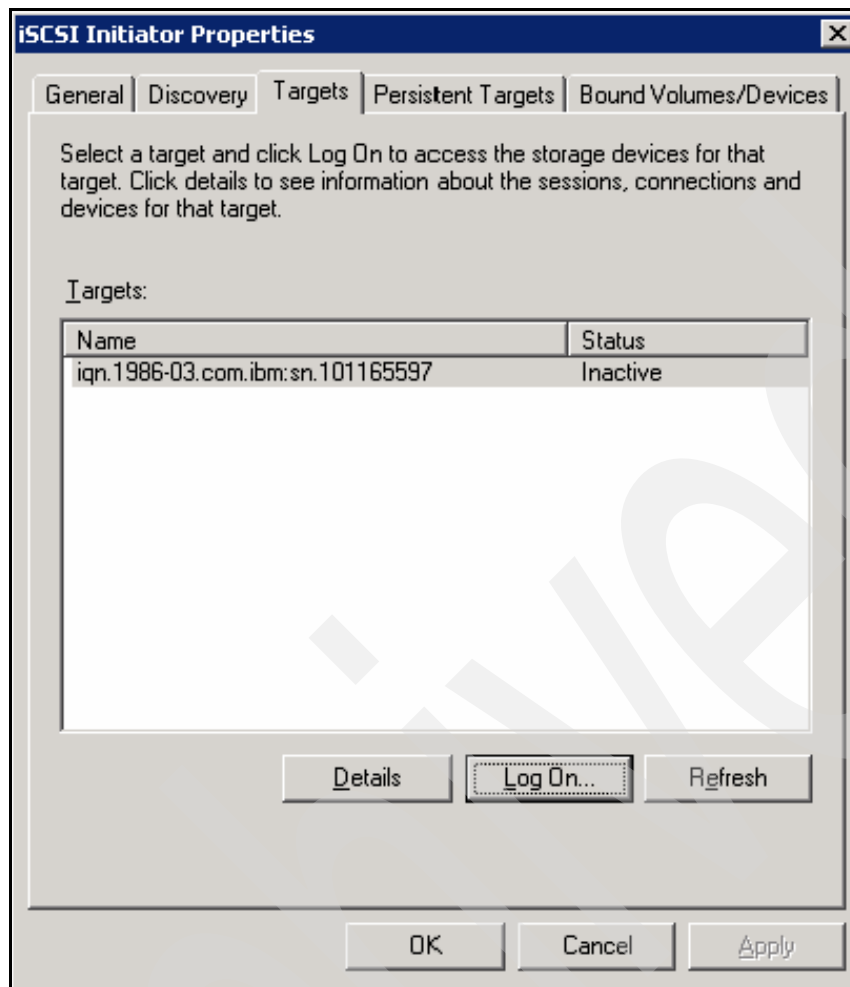 iSCSI Initiator Properties
General Discovery Targets Persistent Targets Bound Volumes/Devices
Select a target and click Log On to access the storage devices for that
target. Click details to see information about the sessions, connections and
devices for that target.
Targets:
Name Status
iqn.1986-03.com.ibm:sn.101165597 Inactive
Details Log On... Refresh
OK Cancel Apply